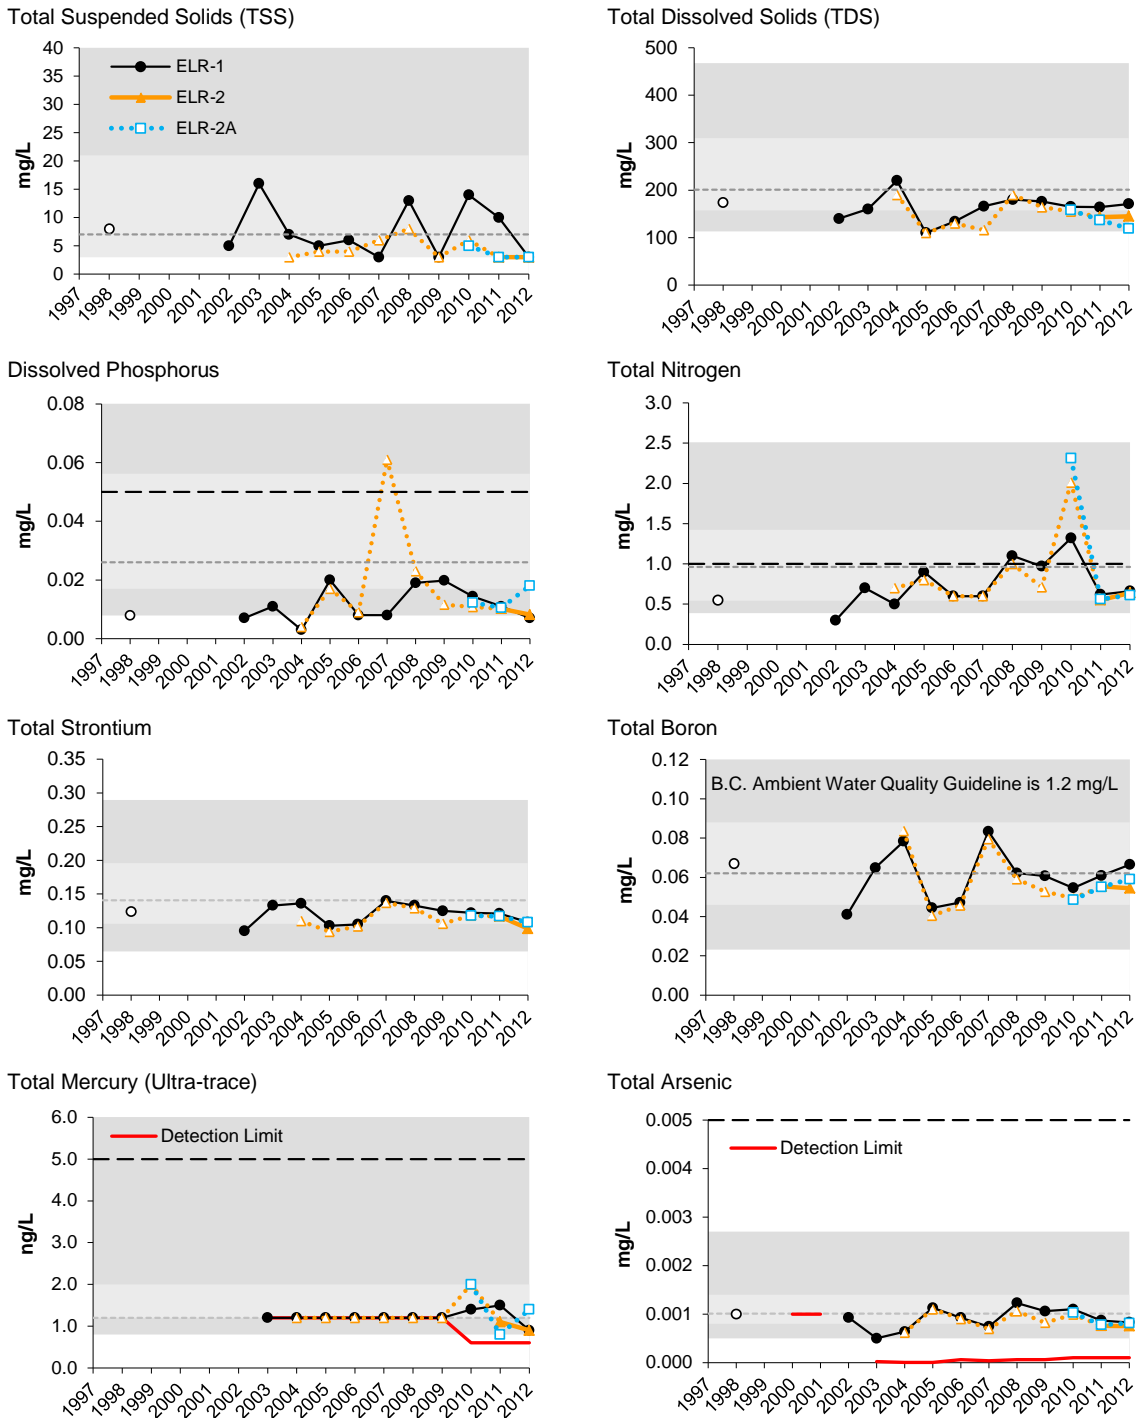 Total Suspended Solids (TSS)
40
35
30
25
20
15
10
5
0
mg/L
ELR-1
ELR-2
ELR-2A
1997 1998 1999 2000 2001 2002 2003 2004 2005 2006 2007 2008 2009 2010 2011 2012
Total Dissolved Solids (TDS)
500
400
300
200
100
0
mg/L
1997 1998 1999 2000 2001 2002 2003 2004 2005 2006 2007 2008 2009 2010 2011 2012
Dissolved Phosphorus
0.08
0.06
0.04
0.02
0.00
mg/L
1997 1998 1999 2000 2001 2002 2003 2004 2005 2006 2007 2008 2009 2010 2011 2012
Total Nitrogen
3.0
2.5
2.0
1.5
1.0
0.5
0.0
mg/L
1997 1998 1999 2000 2001 2002 2003 2004 2005 2006 2007 2008 2009 2010 2011 2012
Total Strontium
0.35
0.30
0.25
0.20
0.15
0.10
0.05
0.00
mg/L
1997 1998 1999 2000 2001 2002 2003 2004 2005 2006 2007 2008 2009 2010 2011 2012
Total Boron
0.12
0.10
0.08
0.06
0.04
0.02
0.00
mg/L
B.C. Ambient Water Quality Guideline is 1.2 mg/L
1997 1998 1999 2000 2001 2002 2003 2004 2005 2006 2007 2008 2009 2010 2011 2012
Total Mercury (Ultra-trace)
6.0
5.0
4.0
3.0
2.0
1.0
0.0
ng/L
Detection Limit
1997 1998 1999 2000 2001 2002 2003 2004 2005 2006 2007 2008 2009 2010 2011 2012
Total Arsenic
0.005
0.004
0.003
0.002
0.001
0.000
mg/L
Detection Limit
1997 1998 1999 2000 2001 2002 2003 2004 2005 2006 2007 2008 2009 2010 2011 2012